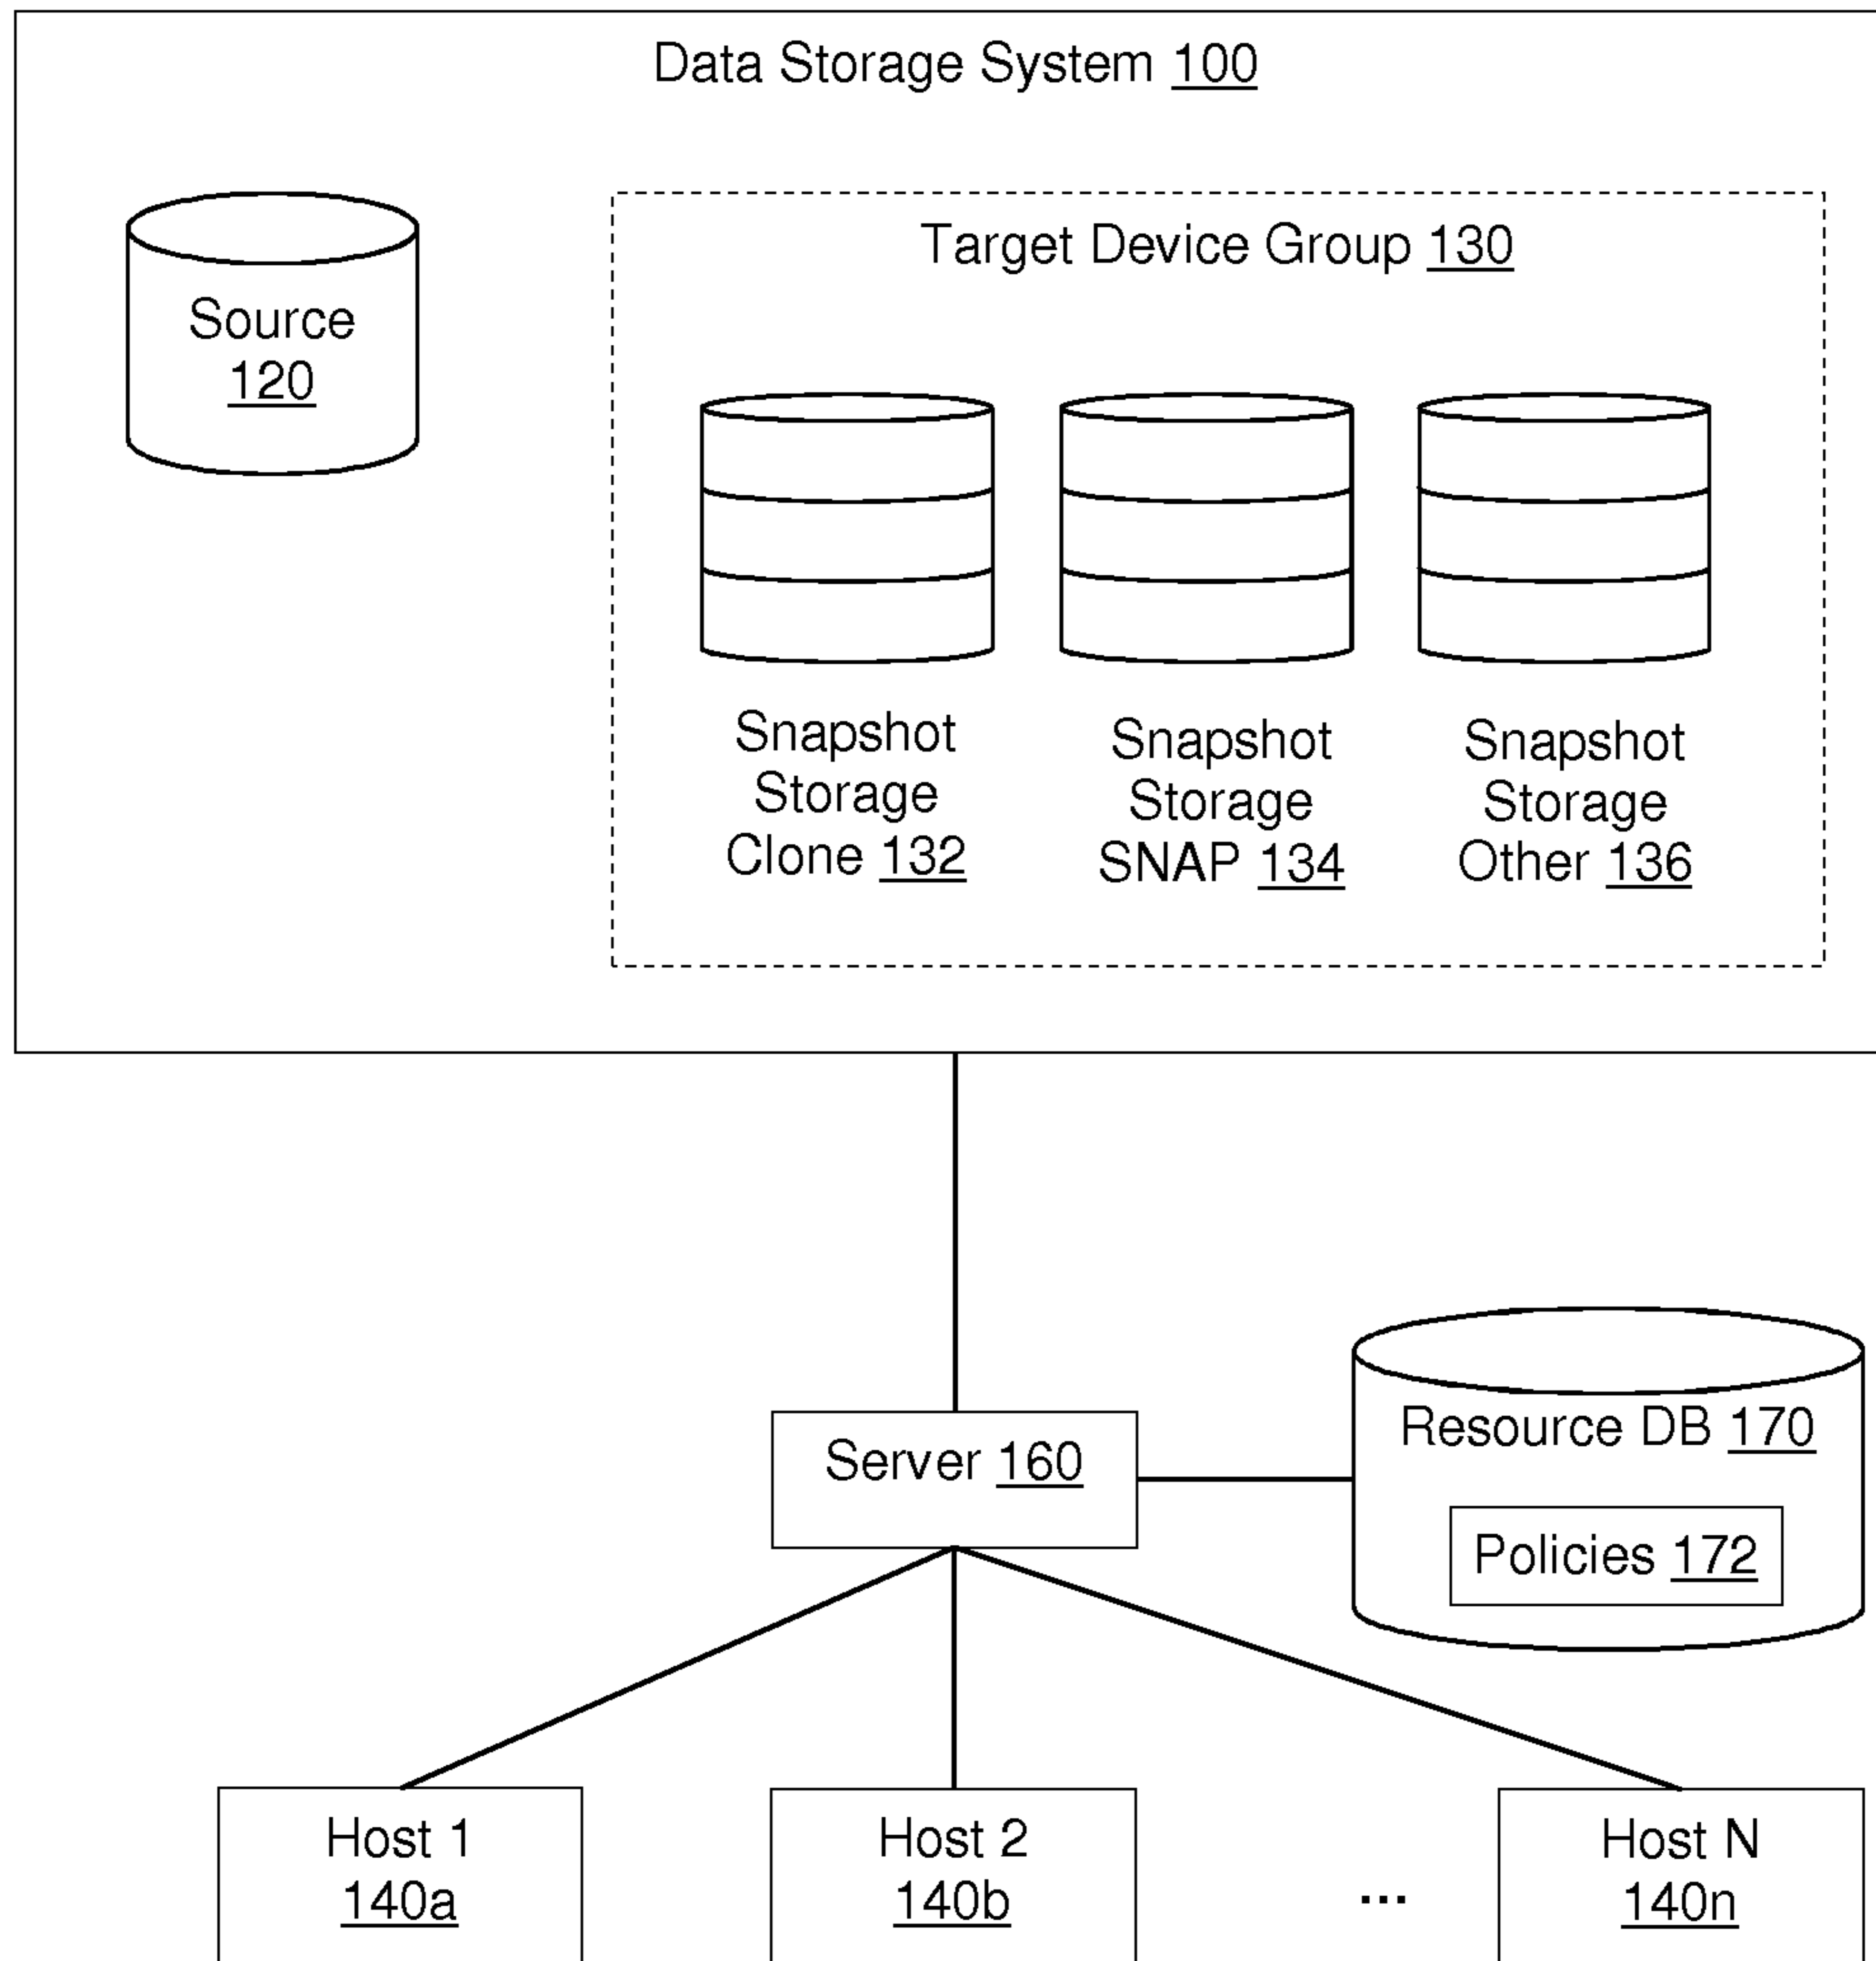 Data Storage System 100
Source
120
Target Device Group 130
Snapshot
Storage
Clone 132
Snapshot
Storage
SNAP 134
Snapshot
Storage
Other 136
Server 160
Resource DB 170
Policies 172
Host 1
140a
Host 2
140b
...
Host N
140n